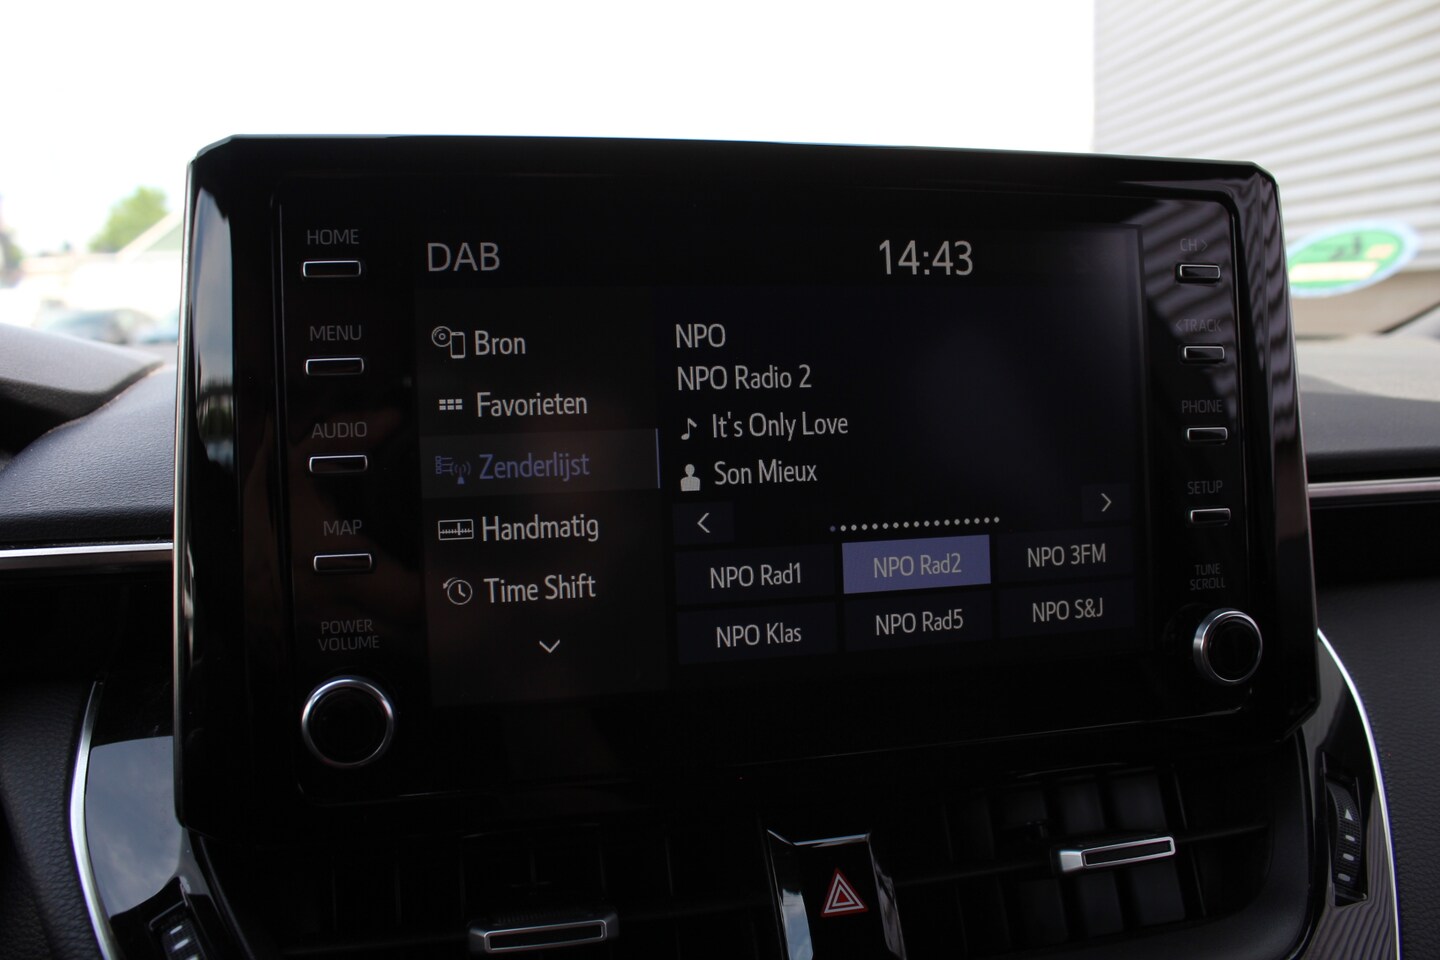 DAB
14:43
HOME
MENU
AUDIO
MAP
POWER
VOLUME
Bron
Favorieten
Zenderlijst
Handmatig
Time Shift
NPO
NPO Radio 2
It's Only Love
Son Mieux
NPO Rad1
NPO Rad2
NPO 3FM
NPO Klas
NPO Rad5
NPO S&J
CH >
< TRACK
PHONE
SETUP
TUNE
SCROLL